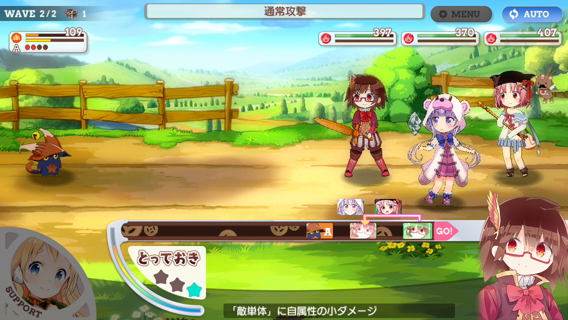 WAVE 2/2
1
通常攻撃
MENU
AUTO
109
A
397
370
407
A
GO!
とっておき
SUPPORT
「敵単体」に自属性の小ダメージ